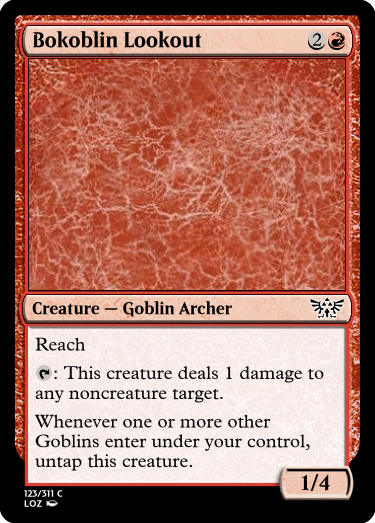 Bokoblin Lookout 2
Creature — Goblin Archer
Reach
: This creature deals 1 damage to
any noncreature target.
Whenever one or more other
Goblins enter under your control,
untap this creature.
1/4
123/311 C
LOZ